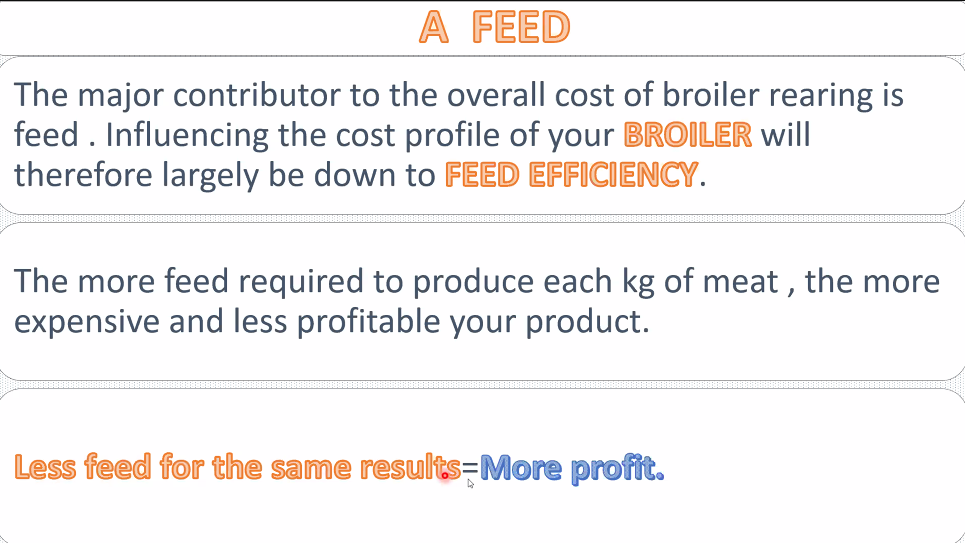 A FEED
The major contributor to the overall cost of broiler rearing is
feed . Influencing the cost profile of your BROILER will
therefore largely be down to FEED EFFICIENCY.
The more feed required to produce each kg of meat , the more
expensive and less profitable your product.
Less feed for the same results=More profit.